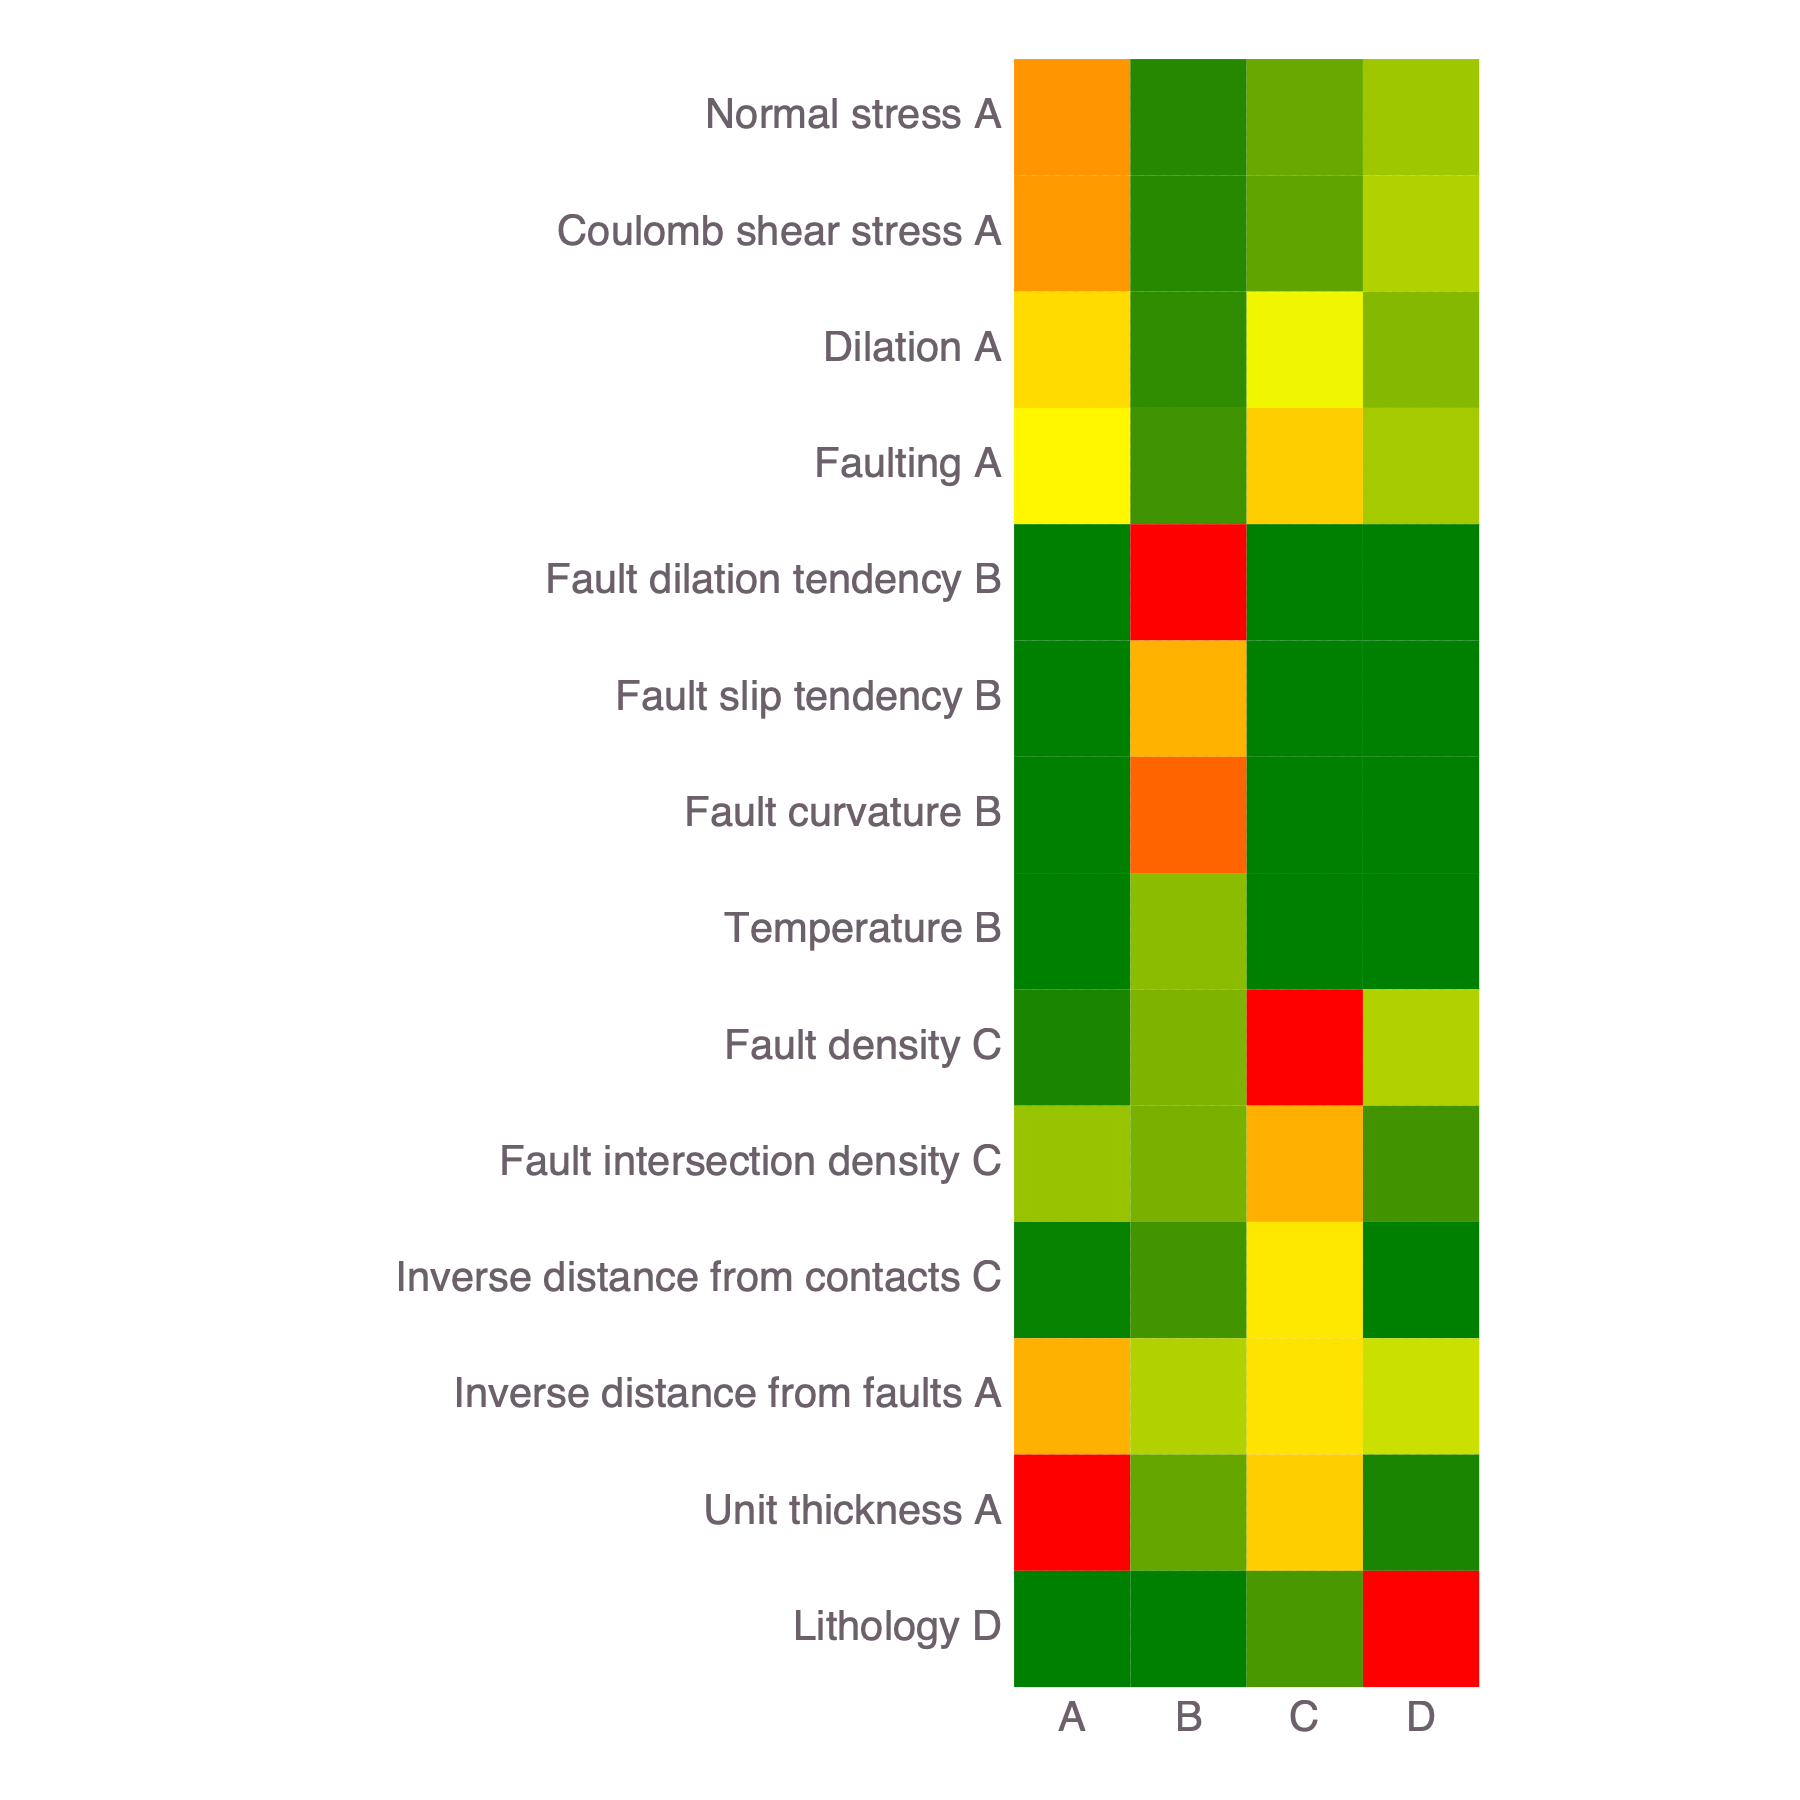 Normal stress A
Coulomb shear stress A
Dilation A
Faulting A
Fault dilation tendency B
Fault slip tendency B
Fault curvature B
Temperature B
Fault density C
Fault intersection density C
Inverse distance from contacts C
Inverse distance from faults A
Unit thickness A
Lithology D
A B C D